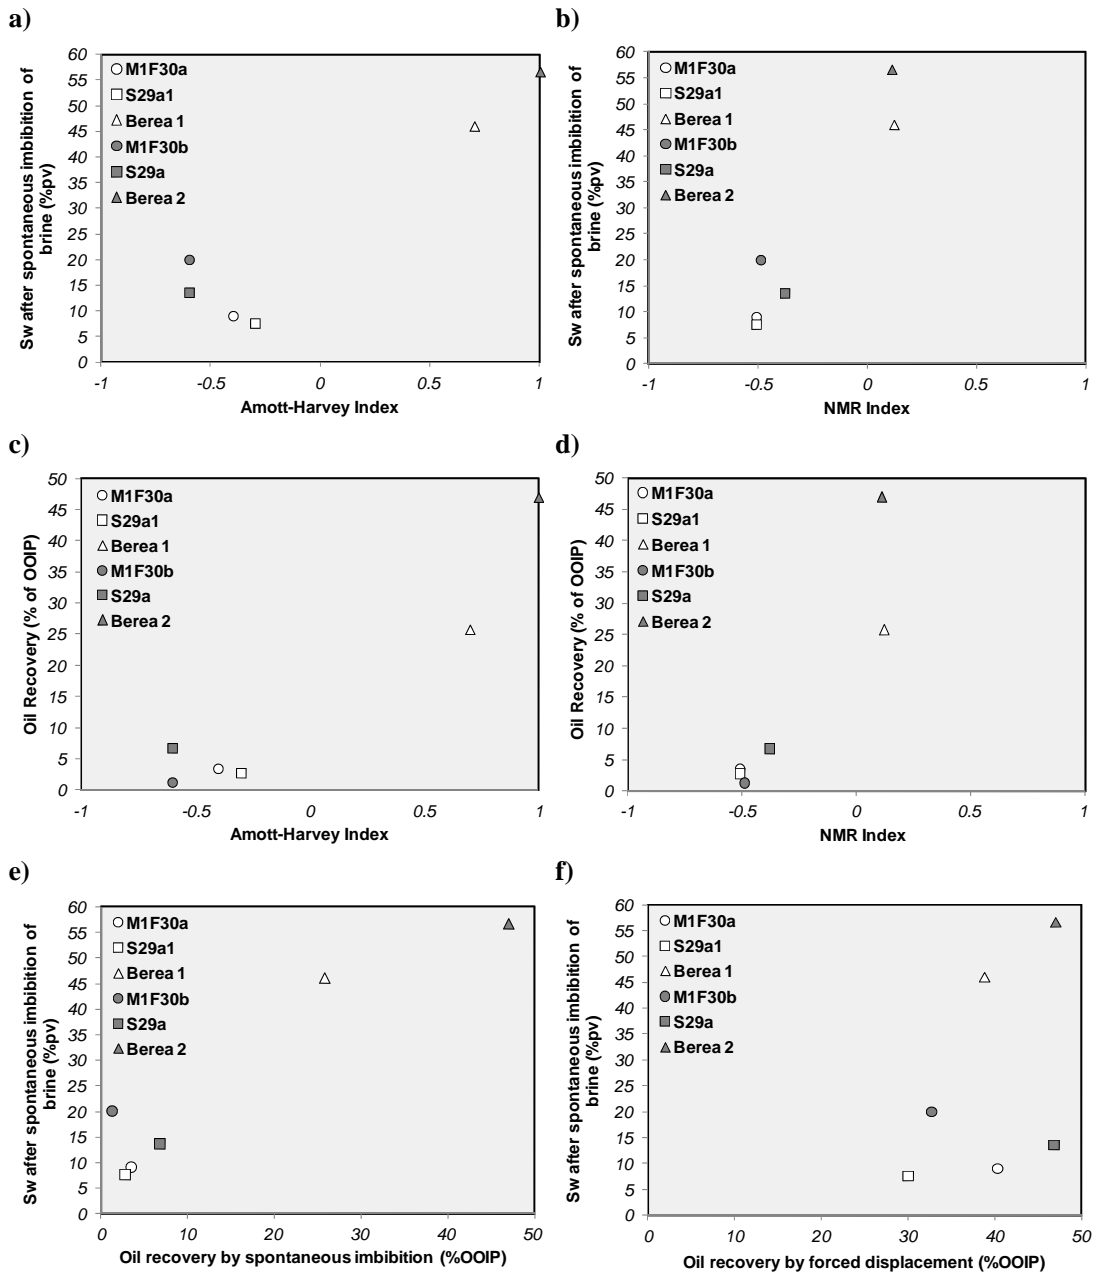 a)
Sw after spontaneous imbibition of
brine (%pv)
60
55
50
45
40
35
30
25
20
15
10
5
0
M1F30a
S29a1
Berea 1
M1F30b
S29a
Berea 2
-1
-0.5
0
0.5
1
Amott-Harvey Index
b)
Sw after spontaneous imbibition of
brine (%pv)
60
55
50
45
40
35
30
25
20
15
10
5
0
M1F30a
S29a1
Berea 1
M1F30b
S29a
Berea 2
-1
-0.5
0
0.5
1
NMR Index
c)
Oil Recovery (% of OOIP)
50
45
40
35
30
25
20
15
10
5
0
M1F30a
S29a1
Berea 1
M1F30b
S29a
Berea 2
-1
-0.5
0
0.5
1
Amott-Harvey Index
d)
Oil Recovery (% of OOIP)
50
45
40
35
30
25
20
15
10
5
0
M1F30a
S29a1
Berea 1
M1F30b
S29a
Berea 2
-1
-0.5
0
0.5
1
NMR Index
e)
Sw after spontaneous imbibition of
brine (%pv)
60
55
50
45
40
35
30
25
20
15
10
5
0
M1F30a
S29a1
Berea 1
M1F30b
S29a
Berea 2
0
10
20
30
40
50
Oil recovery by spontaneous imbibition (%OOIP)
f)
Sw after spontaneous imbibition of
brine (%pv)
60
55
50
45
40
35
30
25
20
15
10
5
0
M1F30a
S29a1
Berea 1
M1F30b
S29a
Berea 2
0
10
20
30
40
50
Oil recovery by forced displacement (%OOIP)